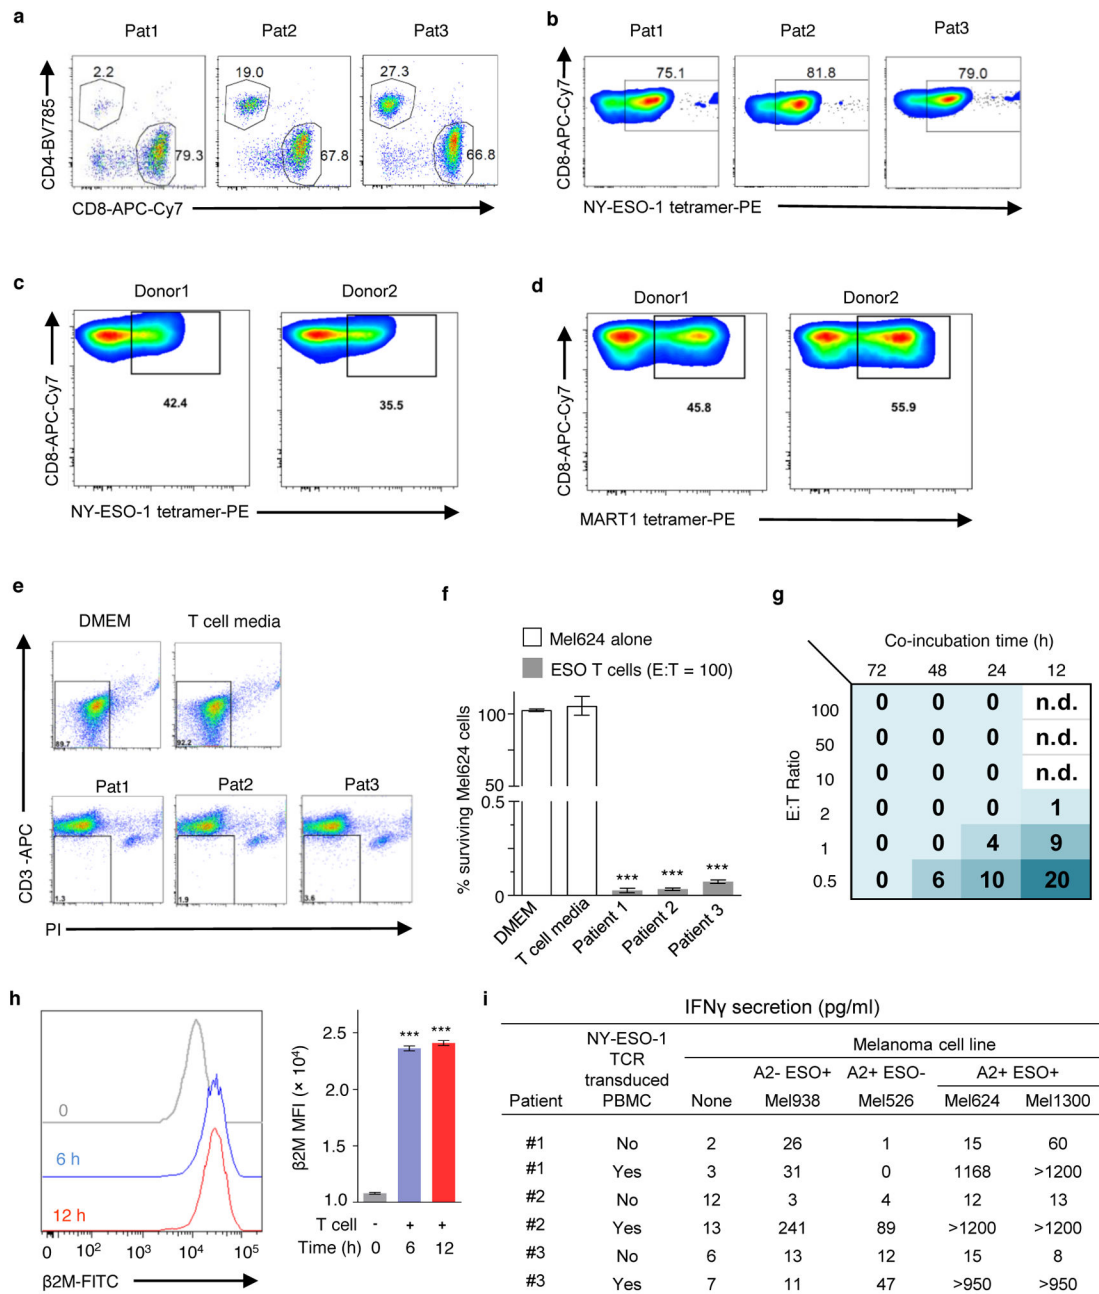 a
Pat1 Pat2 Pat3
2.2 19.0 27.3
79.3 67.8 66.8
CD4-BV785
CD8-APC-Cy7
b
Pat1 Pat2 Pat3
75.1 81.8 79.0
CD8-APC-Cy7
NY-ESO-1 tetramer-PE
c
Donor1 Donor2
42.4 35.5
CD8-APC-Cy7
NY-ESO-1 tetramer-PE
d
Donor1 Donor2
45.8 55.9
CD8-APC-Cy7
MART1 tetramer-PE
e
DMEM T cell media
89.7 92.2
Pat1 Pat2 Pat3
1.3 1.9 3.6
CD3 -APC
PI
f
Mel624 alone
ESO T cells (E:T = 100)
% surviving Mel624 cells
100
50
0.5
0
*** *** ***
DMEM
T cell media
Patient 1
Patient 2
Patient 3
g
Co-incubation time (h)
72 48 24 12
E:T Ratio
100 0 0 0 n.d.
50 0 0 0 n.d.
10 0 0 0 n.d.
2 0 0 0 1
1 0 0 4 9
0.5 0 6 10 20
h
0
6 h
12 h
0 10² 10³ 10⁴ 10⁵
β2M-FITC
β2M MFI (× 10⁴)
2.5
2.0
1.5
1.0
*** ***
T cell - + +
Time (h) 0 6 12
i
IFNγ secretion (pg/ml)
NY-ESO-1
TCR
transduced
PBMC
Melanoma cell line
A2- ESO+ A2+ ESO- A2+ ESO+
Patient None Mel938 Mel526 Mel624 Mel1300
#1 No 2 26 1 15 60
#1 Yes 3 31 0 1168 >1200
#2 No 12 3 4 12 13
#2 Yes 13 241 89 >1200 >1200
#3 No 6 13 12 15 8
#3 Yes 7 11 47 >950 >950